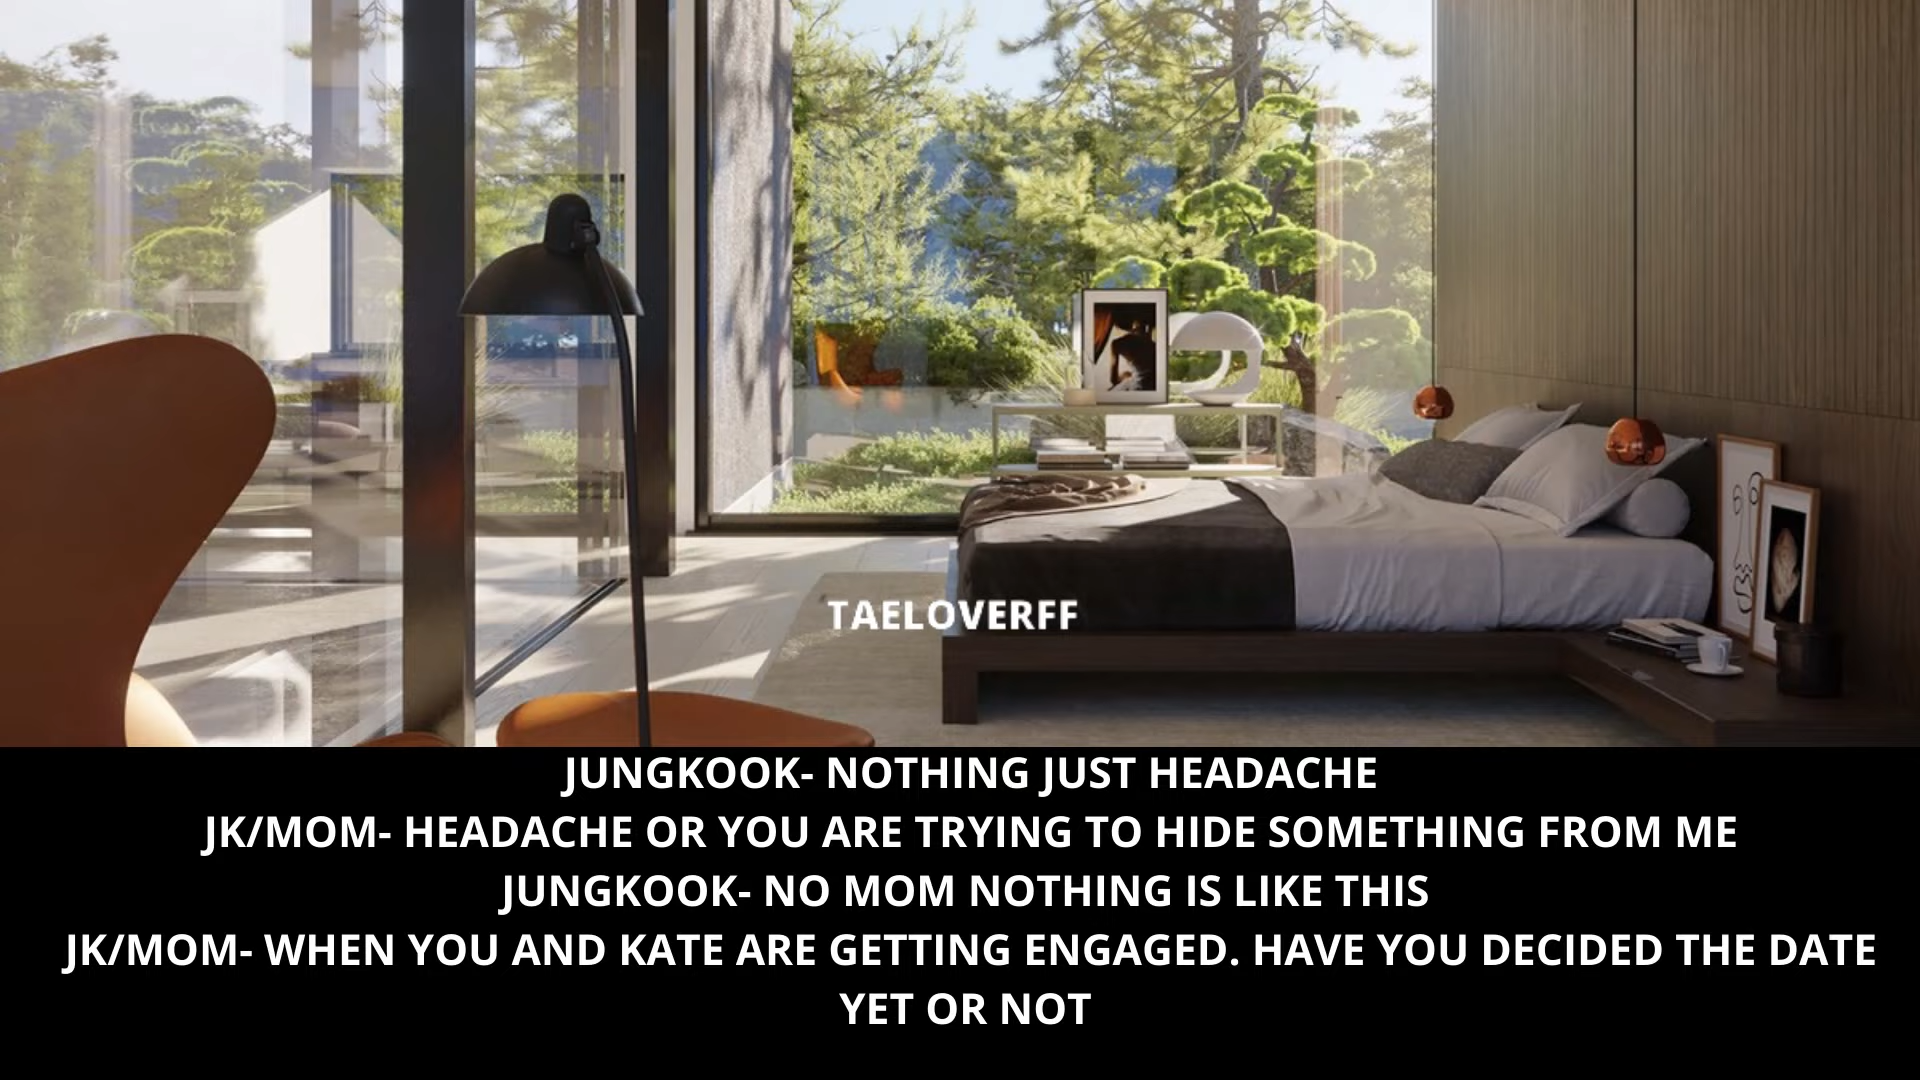 TAELOVERFF
JUNGKOOK- NOTHING JUST HEADACHE
JK/MOM- HEADACHE OR YOU ARE TRYING TO HIDE SOMETHING FROM ME
JUNGKOOK- NO MOM NOTHING IS LIKE THIS
JK/MOM- WHEN YOU AND KATE ARE GETTING ENGAGED. HAVE YOU DECIDED THE DATE
YET OR NOT